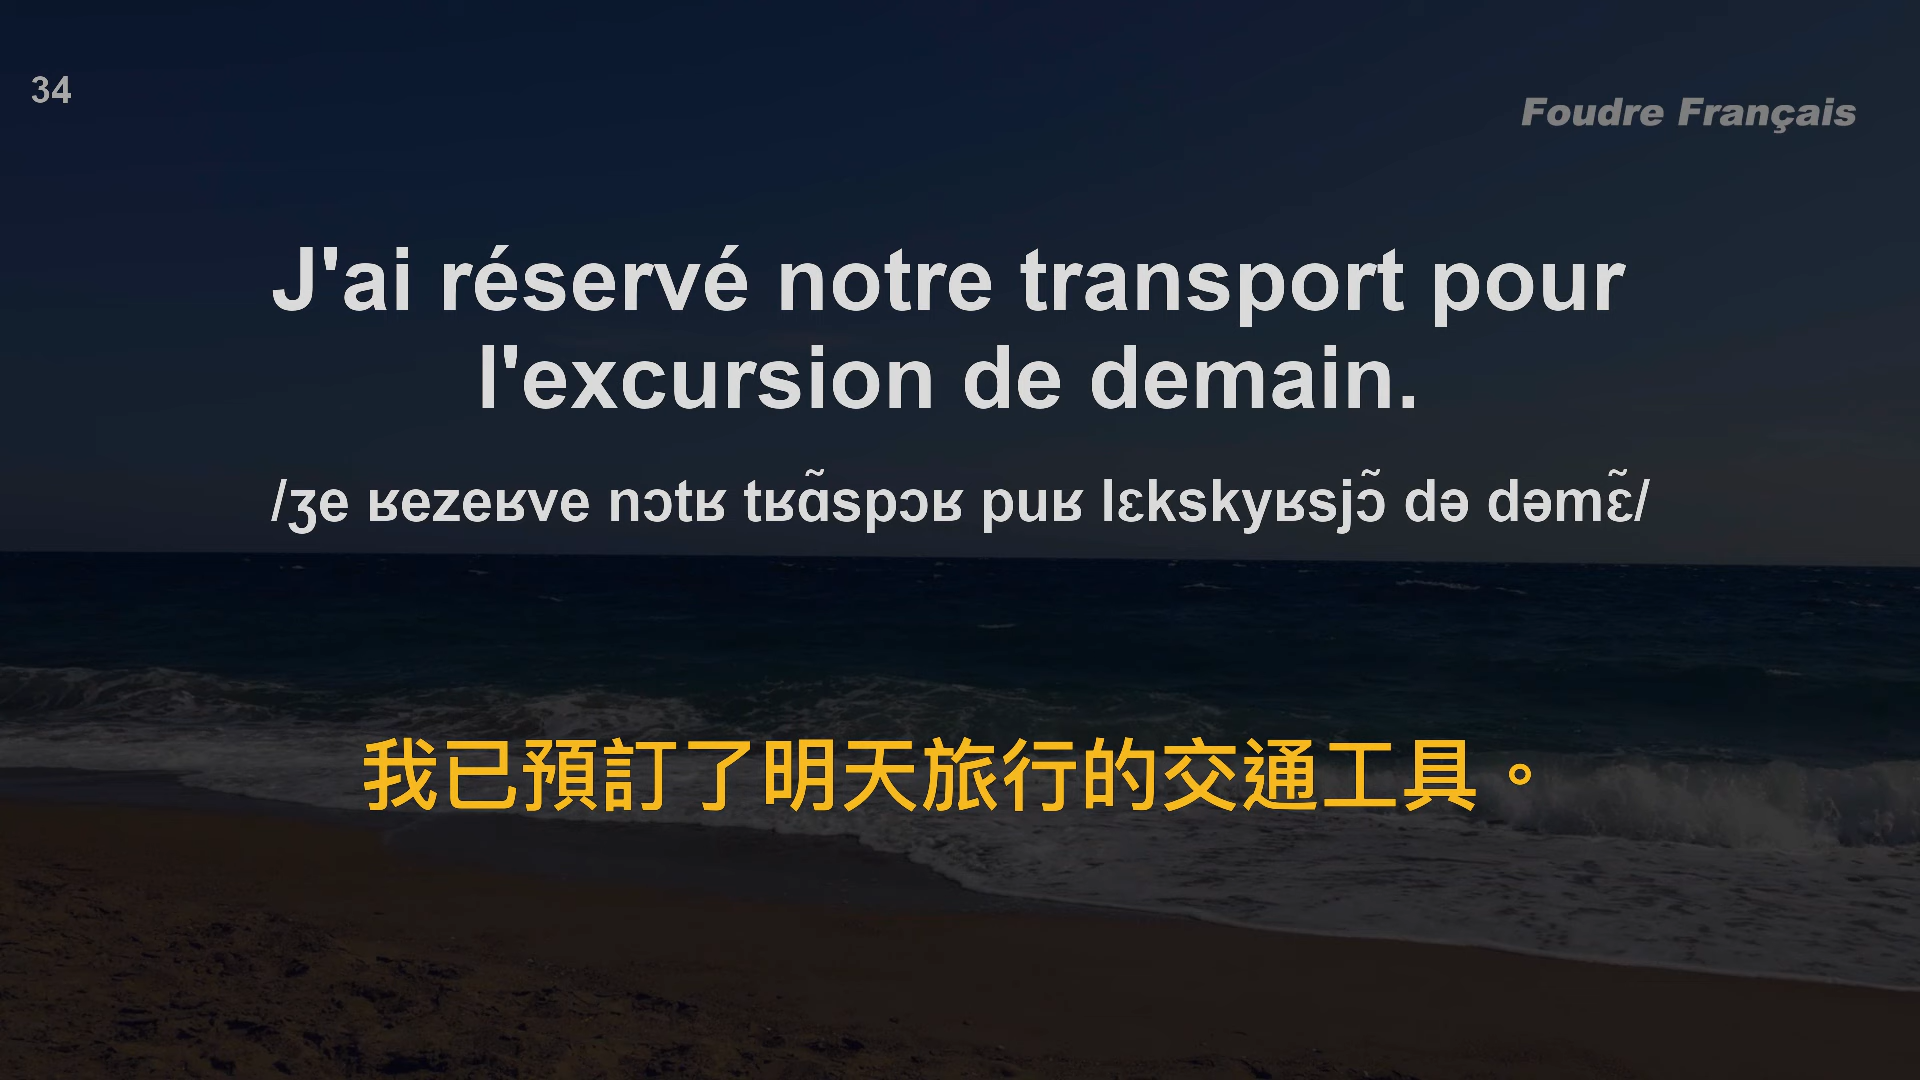 34
Foudre Français
J'ai réservé notre transport pour
l'excursion de demain.
/ʒe ʁezeʁve nɔtʁ tʁɑ̃spɔʁ puʁ lɛkskyʁsjɔ̃ də dəmɛ̃/
我已預訂了明天旅行的交通工具。